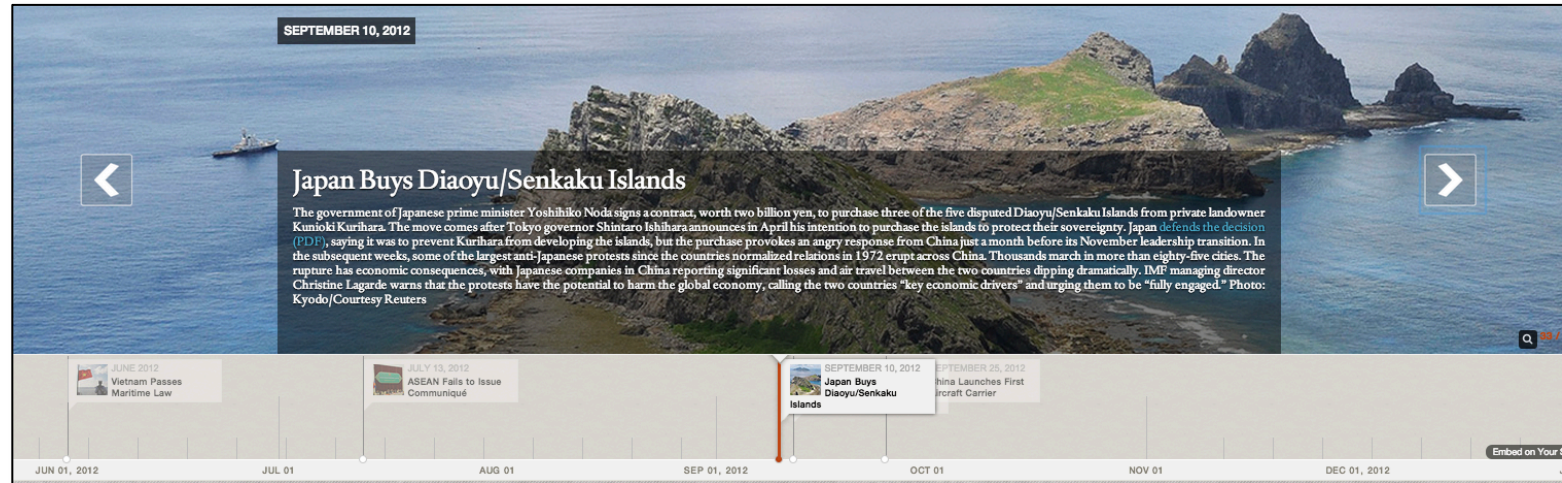 SEPTEMBER 10, 2012
Japan Buys Diaoyu/Senkaku Islands
The government of Japanese prime minister Yoshihiko Noda signs a contract, worth two billion yen, to purchase three of the five disputed Diaoyu/Senkaku Islands from private landowner
Kunioki Kurihara. The move comes after Tokyo governor Shintaro Ishihara announces in April his intention to purchase the islands to protect their sovereignty. Japan defends the decision
(PDF), saying it was to prevent Kurihara from developing the islands, but the purchase provokes an angry response from China just a month before its November leadership transition. In
the subsequent weeks, some of the largest anti-Japanese protests since the countries normalized relations in 1972 erupt across China. Thousands march in more than eighty-five cities. The
rupture has economic consequences, with Japanese companies in China reporting significant losses and air travel between the two countries dipping dramatically. IMF managing director
Christine Lagarde warns that the protests have the potential to harm the global economy, calling the two countries “key economic drivers” and urging them to be “fully engaged.” Photo:
Kyodo/Courtesy Reuters
JUNE 2012
Vietnam Passes
Maritime Law
JULY 13, 2012
ASEAN Fails to Issue
Communiqué
SEPTEMBER 10, 2012
Japan Buys
Diaoyu/Senkaku
Islands
EPTEMBER 25, 2012
hina Launches First
ircraft Carrier
Embed on Your S
JUN 01, 2012
JUL 01
AUG 01
SEP 01, 2012
OCT 01
NOV 01
DEC 01, 2012